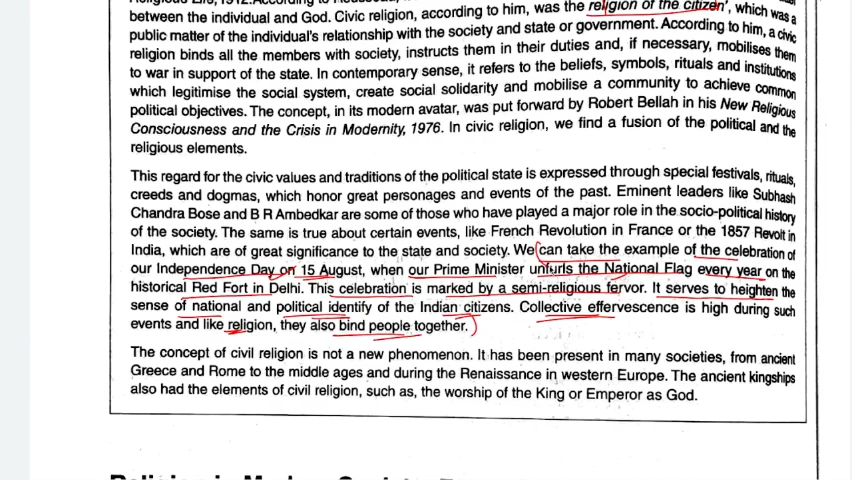 between the individual and God. Civic religion, according to him, was the 'religion of the citizen', which was a
public matter of the individual's relationship with the society and state or government. According to him, a civic
religion binds all the members with society, instructs them in their duties and, if necessary, mobilises them
to war in support of the state. In contemporary sense, it refers to the beliefs, symbols, rituals and institutions
which legitimise the social system, create social solidarity and mobilise a community to achieve common
political objectives. The concept, in its modern avatar, was put forward by Robert Bellah in his New Religious
Consciousness and the Crisis in Modernity, 1976. In civic religion, we find a fusion of the political and the
religious elements.
This regard for the civic values and traditions of the political state is expressed through special festivals, rituals,
creeds and dogmas, which honor great personages and events of the past. Eminent leaders like Subhash
Chandra Bose and B R Ambedkar are some of those who have played a major role in the socio-political history
of the society. The same is true about certain events, like French Revolution in France or the 1857 Revolt in
India, which are of great significance to the state and society. We can take the example of the celebration of
our Independence Day on 15 August, when our Prime Minister unfurls the National Flag every year on the
historical Red Fort in Delhi. This celebration is marked by a semi-religious fervor. It serves to heighten the
sense of national and political identify of the Indian citizens. Collective effervescence is high during such
events and like religion, they also bind people together.
The concept of civil religion is not a new phenomenon. It has been present in many societies, from ancient
Greece and Rome to the middle ages and during the Renaissance in western Europe. The ancient kingships
also had the elements of civil religion, such as, the worship of the King or Emperor as God.